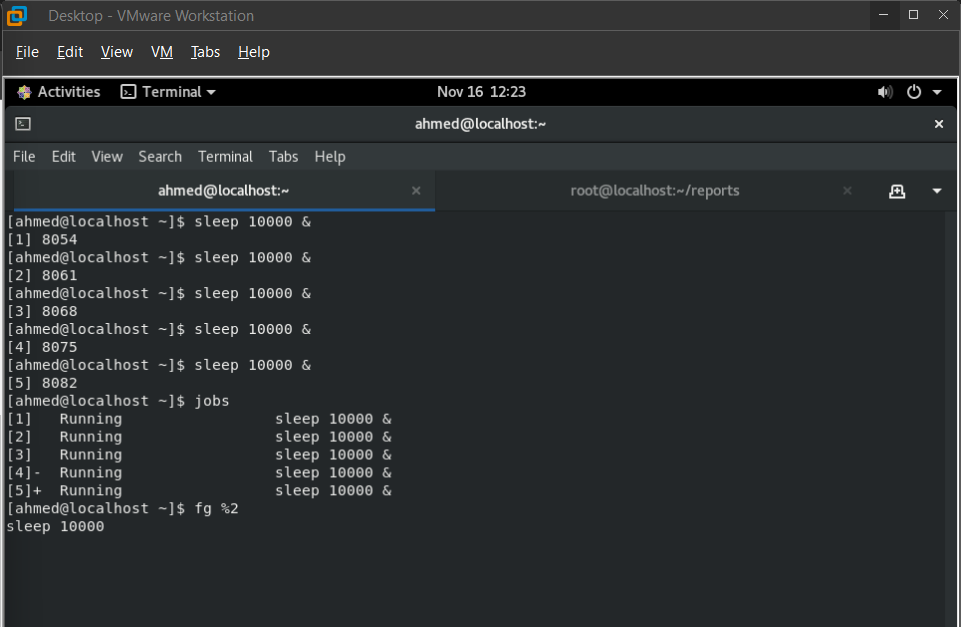 Desktop - VMware Workstation
File Edit View VM Tabs Help
Activities Terminal Nov 16 12:23
ahmed@localhost:~
File Edit View Search Terminal Tabs Help
ahmed@localhost:~ root@localhost:~/reports
[ahmed@localhost ~]$ sleep 10000 &
[1] 8054
[ahmed@localhost ~]$ sleep 10000 &
[2] 8061
[ahmed@localhost ~]$ sleep 10000 &
[3] 8068
[ahmed@localhost ~]$ sleep 10000 &
[4] 8075
[ahmed@localhost ~]$ sleep 10000 &
[5] 8082
[ahmed@localhost ~]$ jobs
[1]   Running                 sleep 10000 &
[2]   Running                 sleep 10000 &
[3]   Running                 sleep 10000 &
[4]-  Running                 sleep 10000 &
[5]+  Running                 sleep 10000 &
[ahmed@localhost ~]$ fg %2
sleep 10000